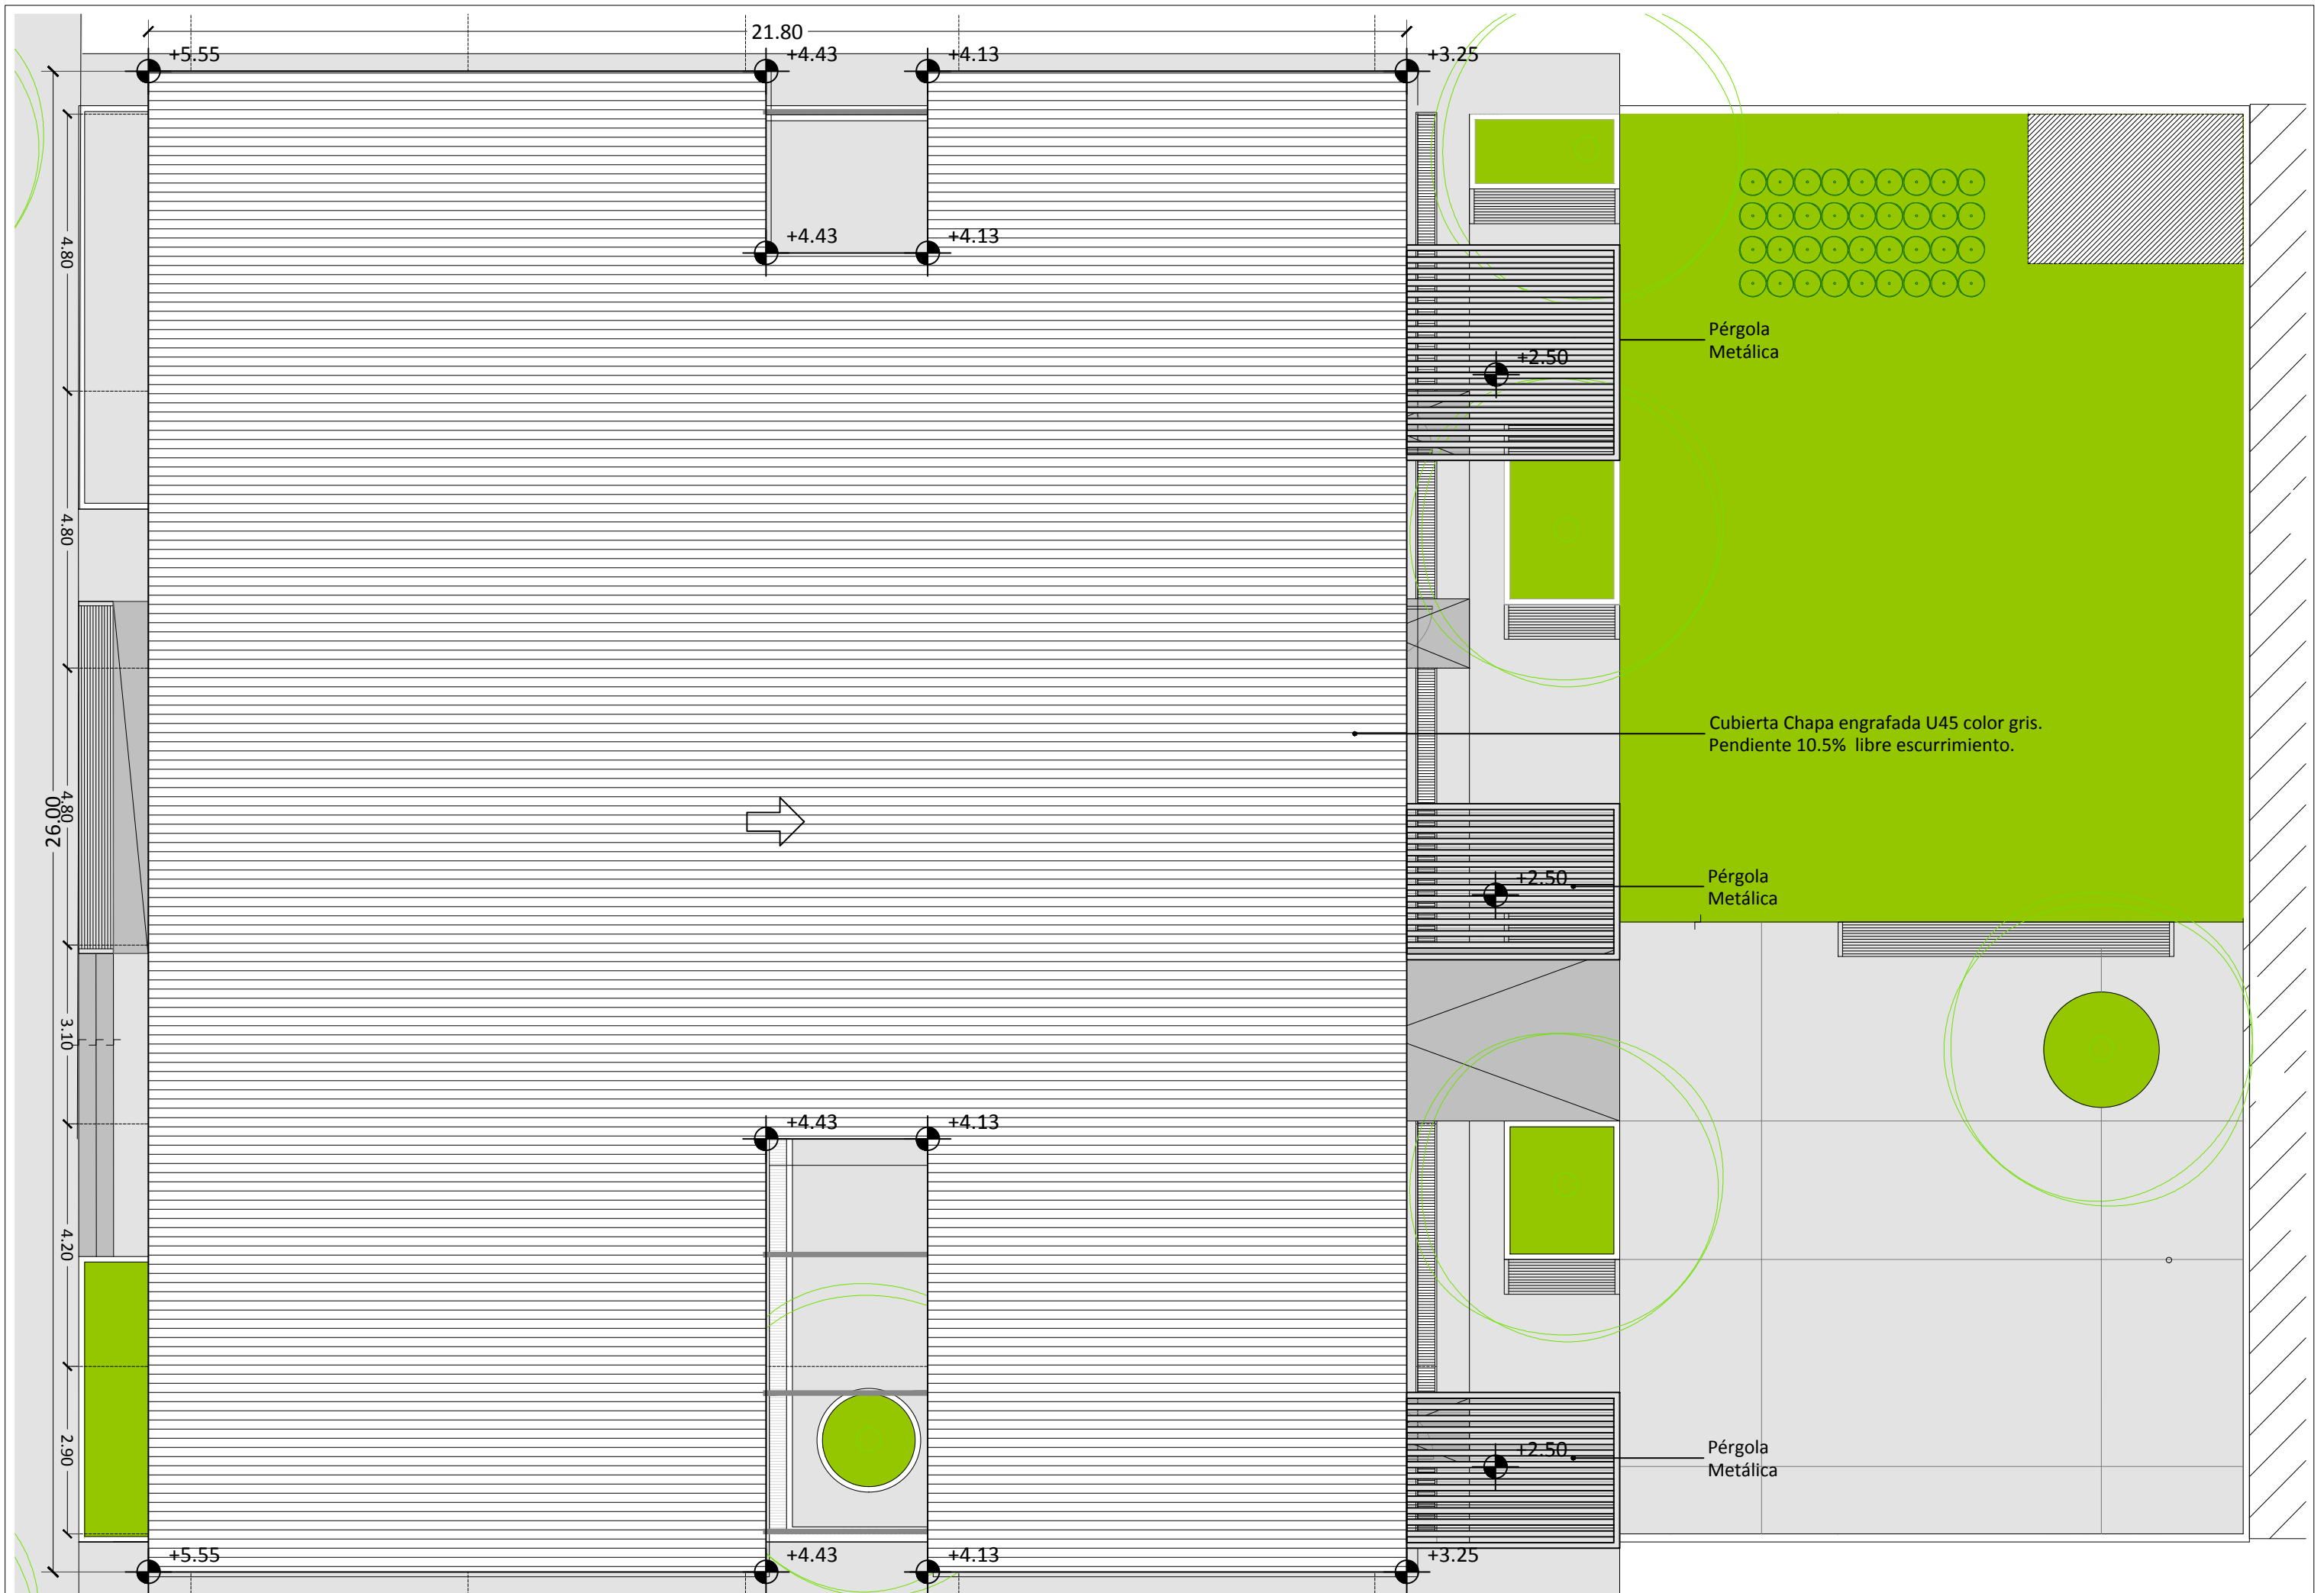 21.80
+5.55
+4.43
+4.13
+3.25
4.80
+4.43
+4.13
Pérgola
Metálica
+2.50
4.80
Cubierta Chapa engrafada U45 color gris.
Pendiente 10.5% libre escurrimiento.
4.80
26.00
+2.50
Pérgola
Metálica
3.10
+4.43
+4.13
4.20
2.90
+2.50
Pérgola
Metálica
+5.55
+4.43
+4.13
+3.25